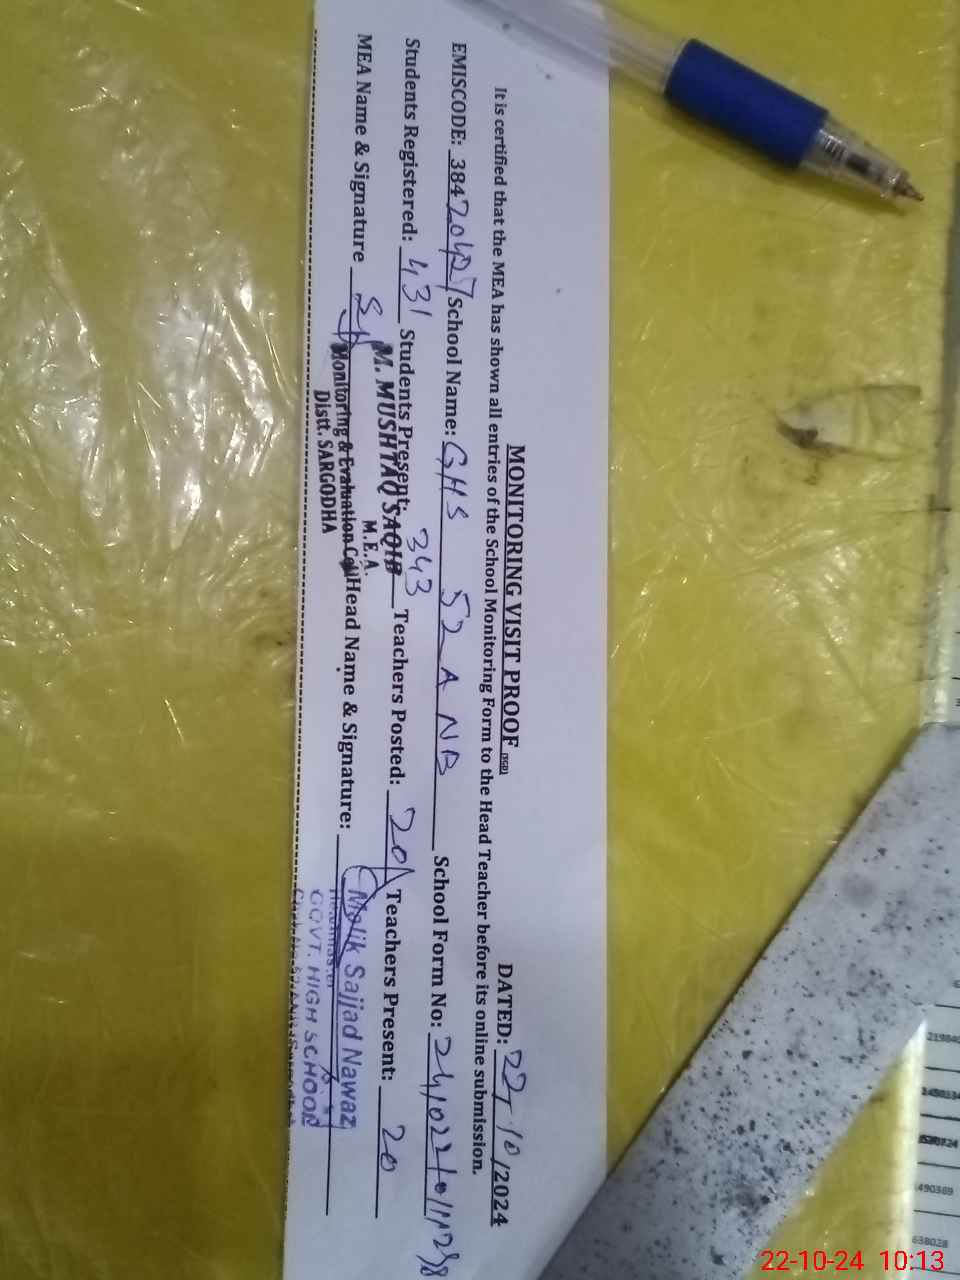 MONITORING VISIT PROOF (SGD) DATED: 22-10/2024
It is certified that the MEA has shown all entries of the School Monitoring Form to the Head Teacher before its online submission.
EMISCODE: 38420427 School Name: GHS 52 A NB School Form No:
Students Registered: 431 Students Present: 343 Teachers Posted: 20 Teachers Present: 20
MEA Name & Signature Head Name & Signature:
M. MUSHTAQ SAQIB
M.E.A.
Monitoring & Evaluation Cell
Distt. SARGODHA
Malik Sajjad Nawaz
GOVT. HIGH SCHOOL
490369
638028
22-10-24 10:13